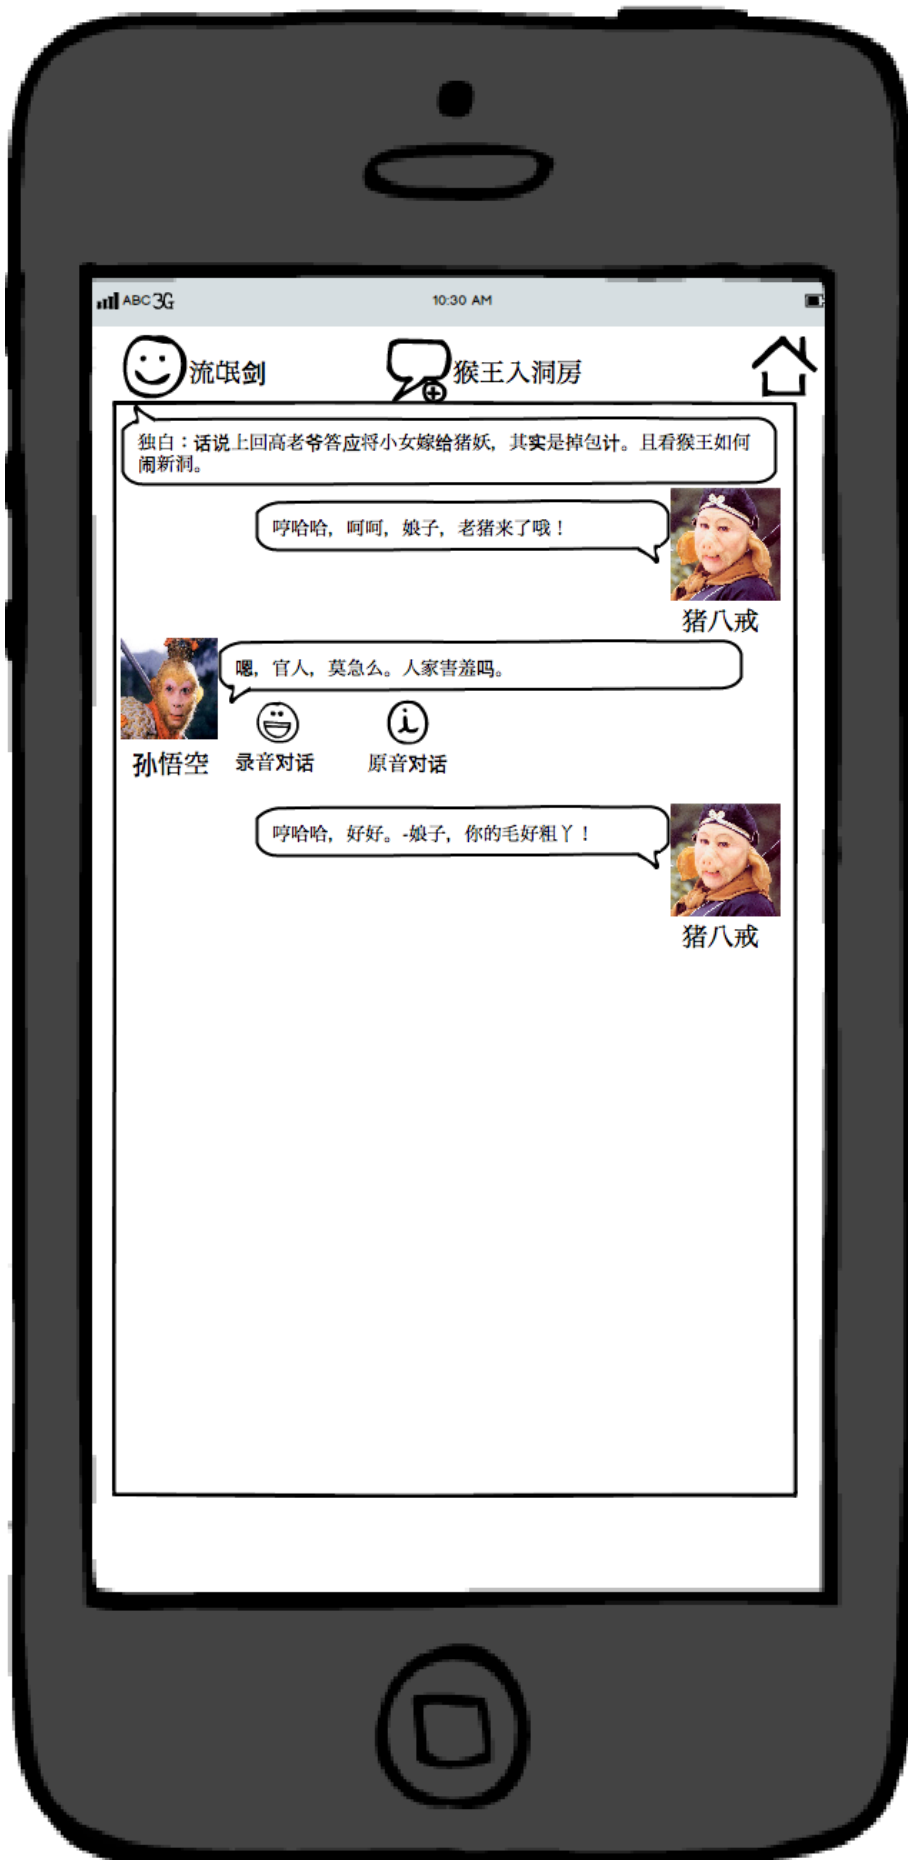 ABC 3G 10:30 AM
流氓剑 猴王入洞房
独白：话说上回高老爷答应将小女嫁给猪妖，其实是掉包计。且看猴王如何
闹新洞。
哼哈哈，呵呵，娘子，老猪来了哦！
猪八戒
嗯，官人，莫急么。人家害羞吗。
孙悟空 录音对话 原音对话
哼哈哈，好好。-娘子，你的毛好粗丫！
猪八戒